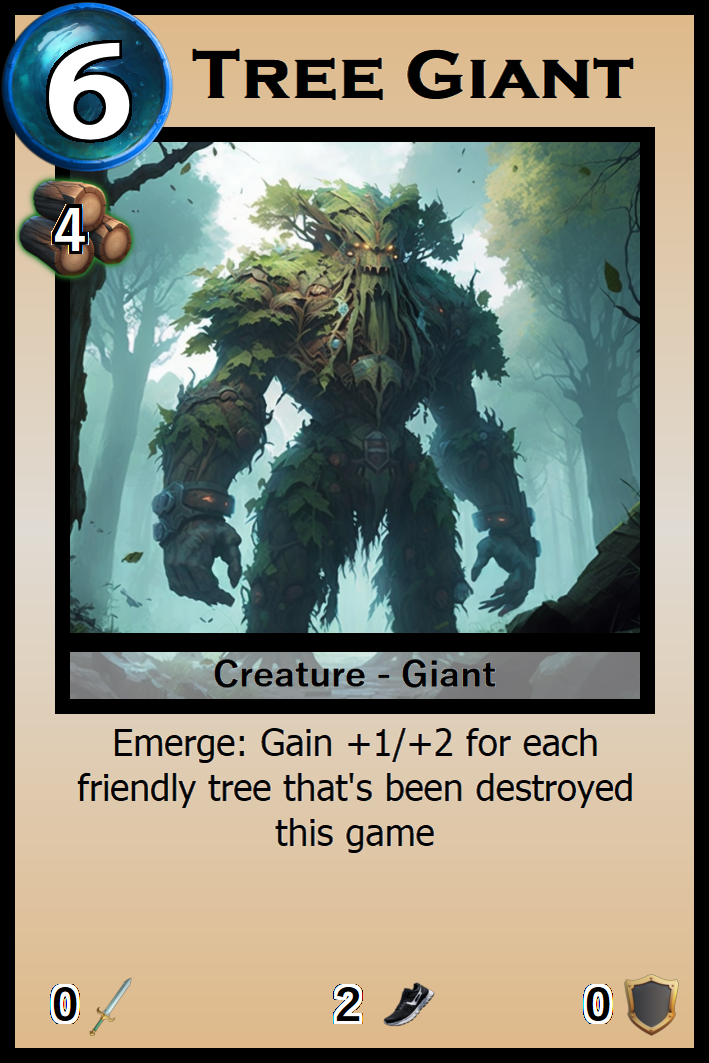 6
Tree Giant
4
Creature - Giant
Emerge: Gain +1/+2 for each
friendly tree that's been destroyed
this game
0
2
0